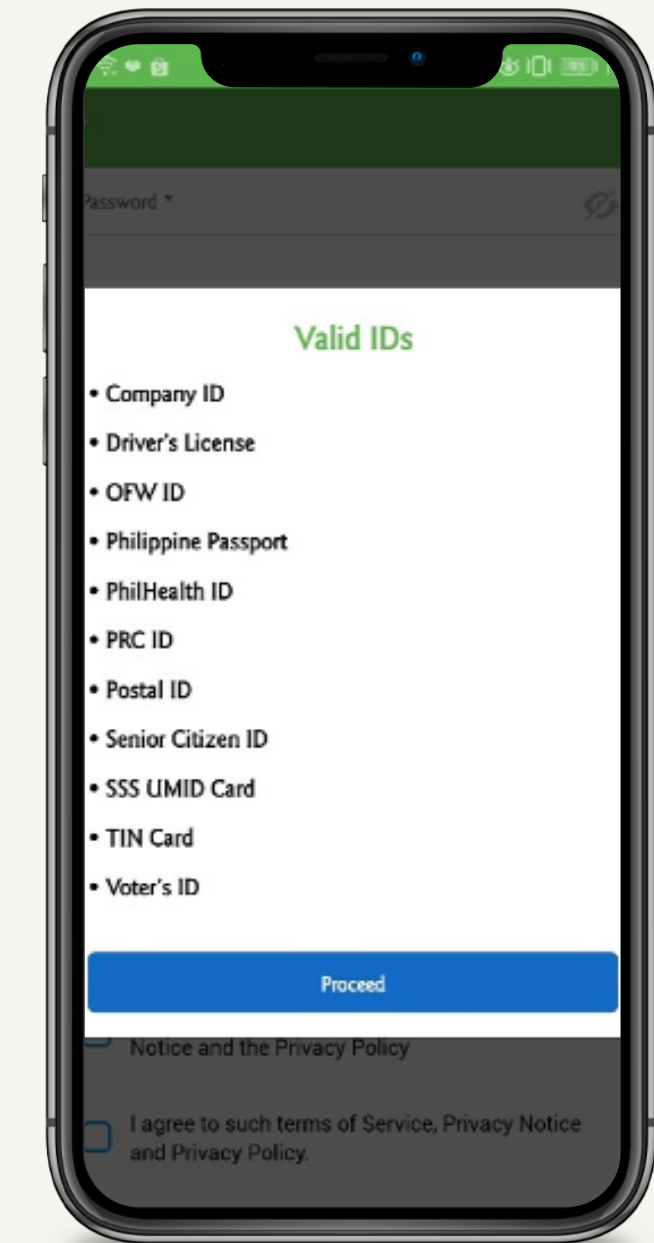 Password *
Valid IDs
• Company ID
• Driver's License
• OFW ID
• Philippine Passport
• PhilHealth ID
• PRC ID
• Postal ID
• Senior Citizen ID
• SSS UMID Card
• TIN Card
• Voter's ID
Proceed
Notice and the Privacy Policy
I agree to such terms of Service, Privacy Notice
and Privacy Policy.